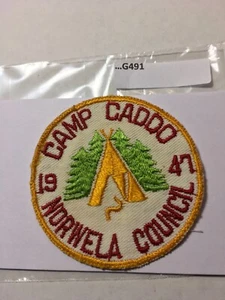 ...G491
CAMP CADDO
19 47
NORWELA COUNCIL